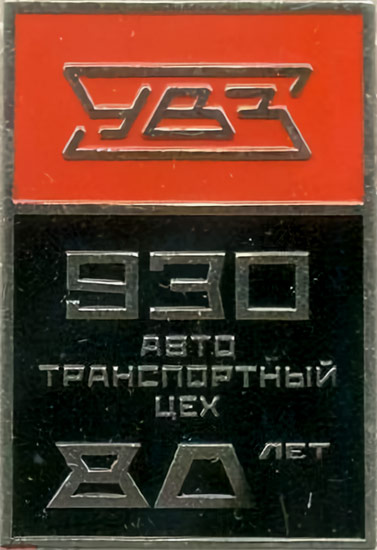 УВЗ
930
АВТО
ТРАНСПОРТНЫЙ
ЦЕХ
80 ЛЕТ